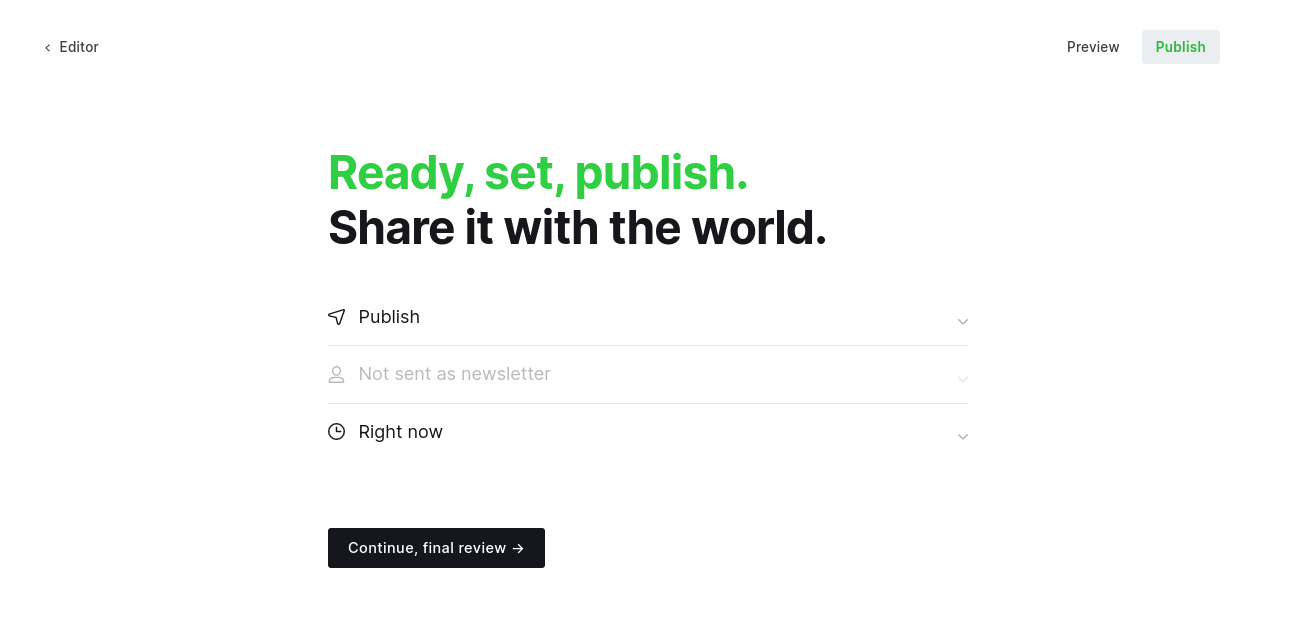 Editor
Preview
Publish
Ready, set, publish.
Share it with the world.
Publish
Not sent as newsletter
Right now
Continue, final review →